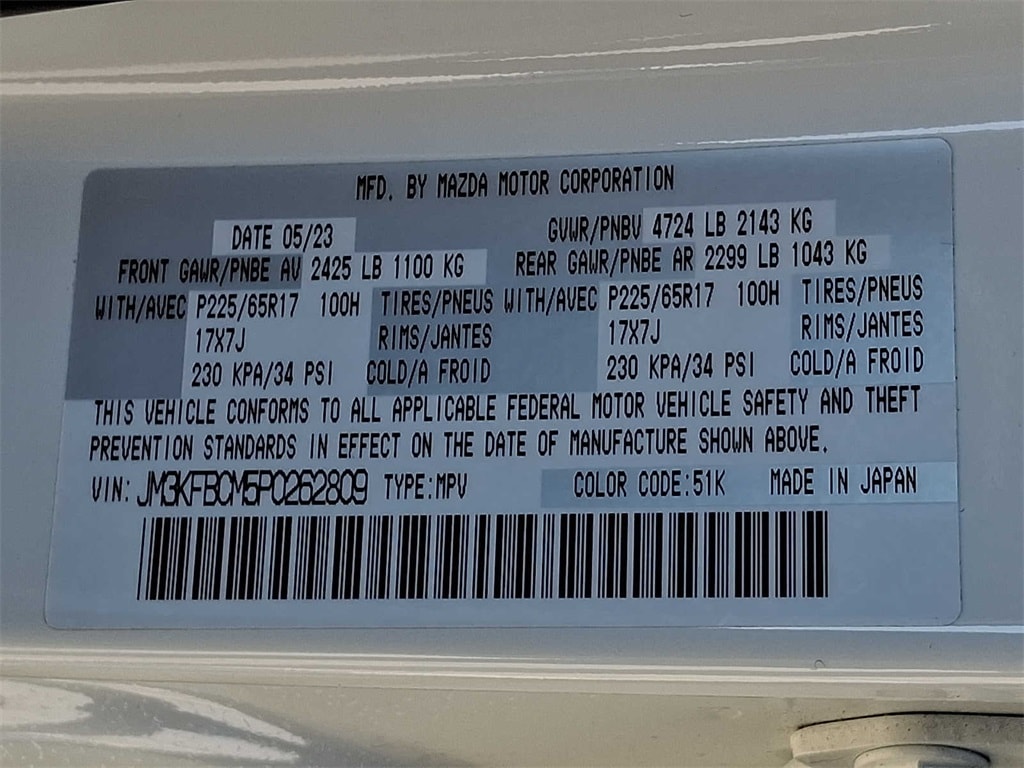 MFD. BY MAZDA MOTOR CORPORATION
DATE 05/23 GVWR/PNBV 4724 LB 2143 KG
FRONT GAWR/PNBE AV 2425 LB 1100 KG REAR GAWR/PNBE AR 2299 LB 1043 KG
WITH/AVEC P225/65R17 100H TIRES/PNEUS WITH/AVEC P225/65R17 100H TIRES/PNEUS
17X7J RIMS/JANTES 17X7J RIMS/JANTES
230 KPA/34 PSI COLD/A FROID 230 KPA/34 PSI COLD/A FROID
THIS VEHICLE CONFORMS TO ALL APPLICABLE FEDERAL MOTOR VEHICLE SAFETY AND THEFT
PREVENTION STANDARDS IN EFFECT ON THE DATE OF MANUFACTURE SHOWN ABOVE.
VIN: JM3KFBCM5P0262809 TYPE:MPV COLOR CODE:51K MADE IN JAPAN